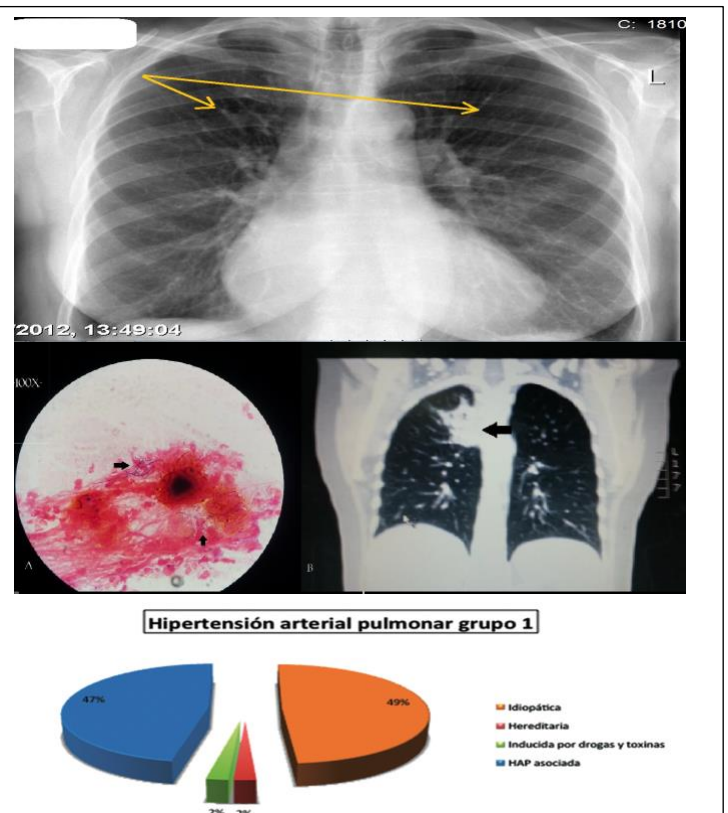 C: 1810
L
/2012, 13:49:04
100X-
A
B
Hipertensión arterial pulmonar grupo 1
47%
49%
Idiopática
Hereditaria
Inducida por drogas y toxinas
HAP asociada